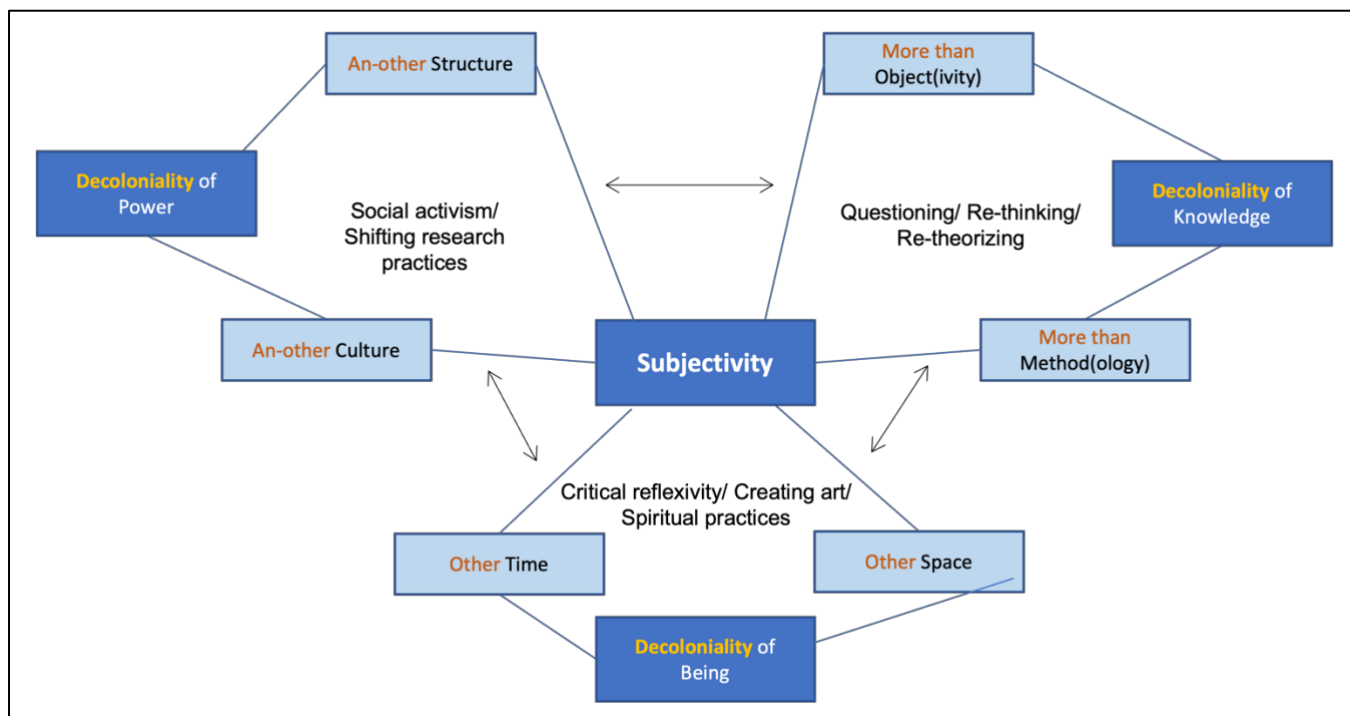 An-other Structure
More than
Object(ivity)
Decoloniality of
Power
Decoloniality of
Knowledge
Social activism/
Shifting research
practices
Questioning/ Re-thinking/
Re-theorizing
An-other Culture
Subjectivity
More than
Method(ology)
Critical reflexivity/ Creating art/
Spiritual practices
Other Time
Other Space
Decoloniality of
Being